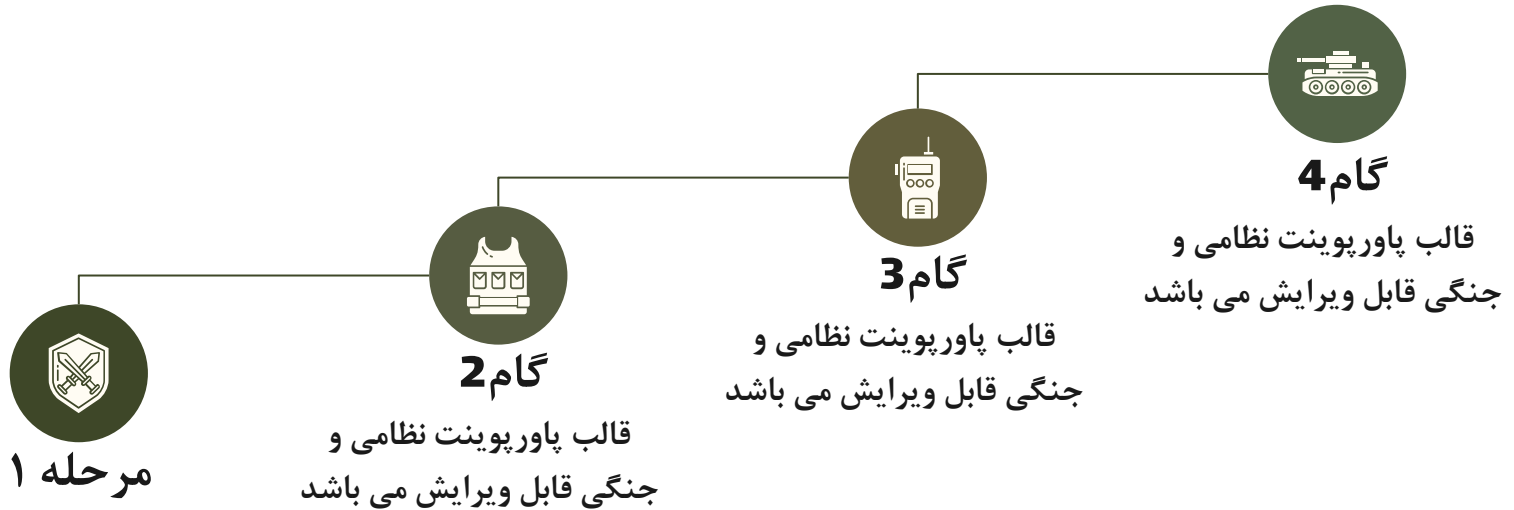 مرحله ۱
گام2
قالب پاورپوینت نظامی و
جنگی قابل ویرایش می باشد
گام3
قالب پاورپوینت نظامی و
جنگی قابل ویرایش می باشد
گام4
قالب پاورپوینت نظامی و
جنگی قابل ویرایش می باشد